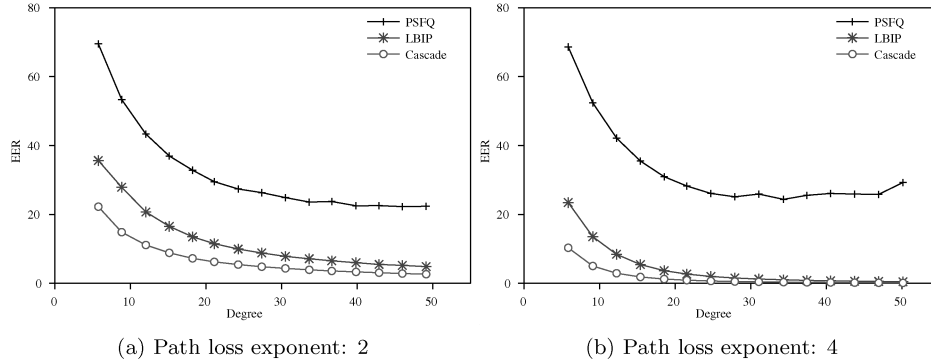 80
60
40
20
0
EER
0
10
20
30
40
50
Degree
PSFQ
LBIP
Cascade
(a) Path loss exponent: 2
80
60
40
20
0
EER
0
10
20
30
40
50
Degree
PSFQ
LBIP
Cascade
(b) Path loss exponent: 4